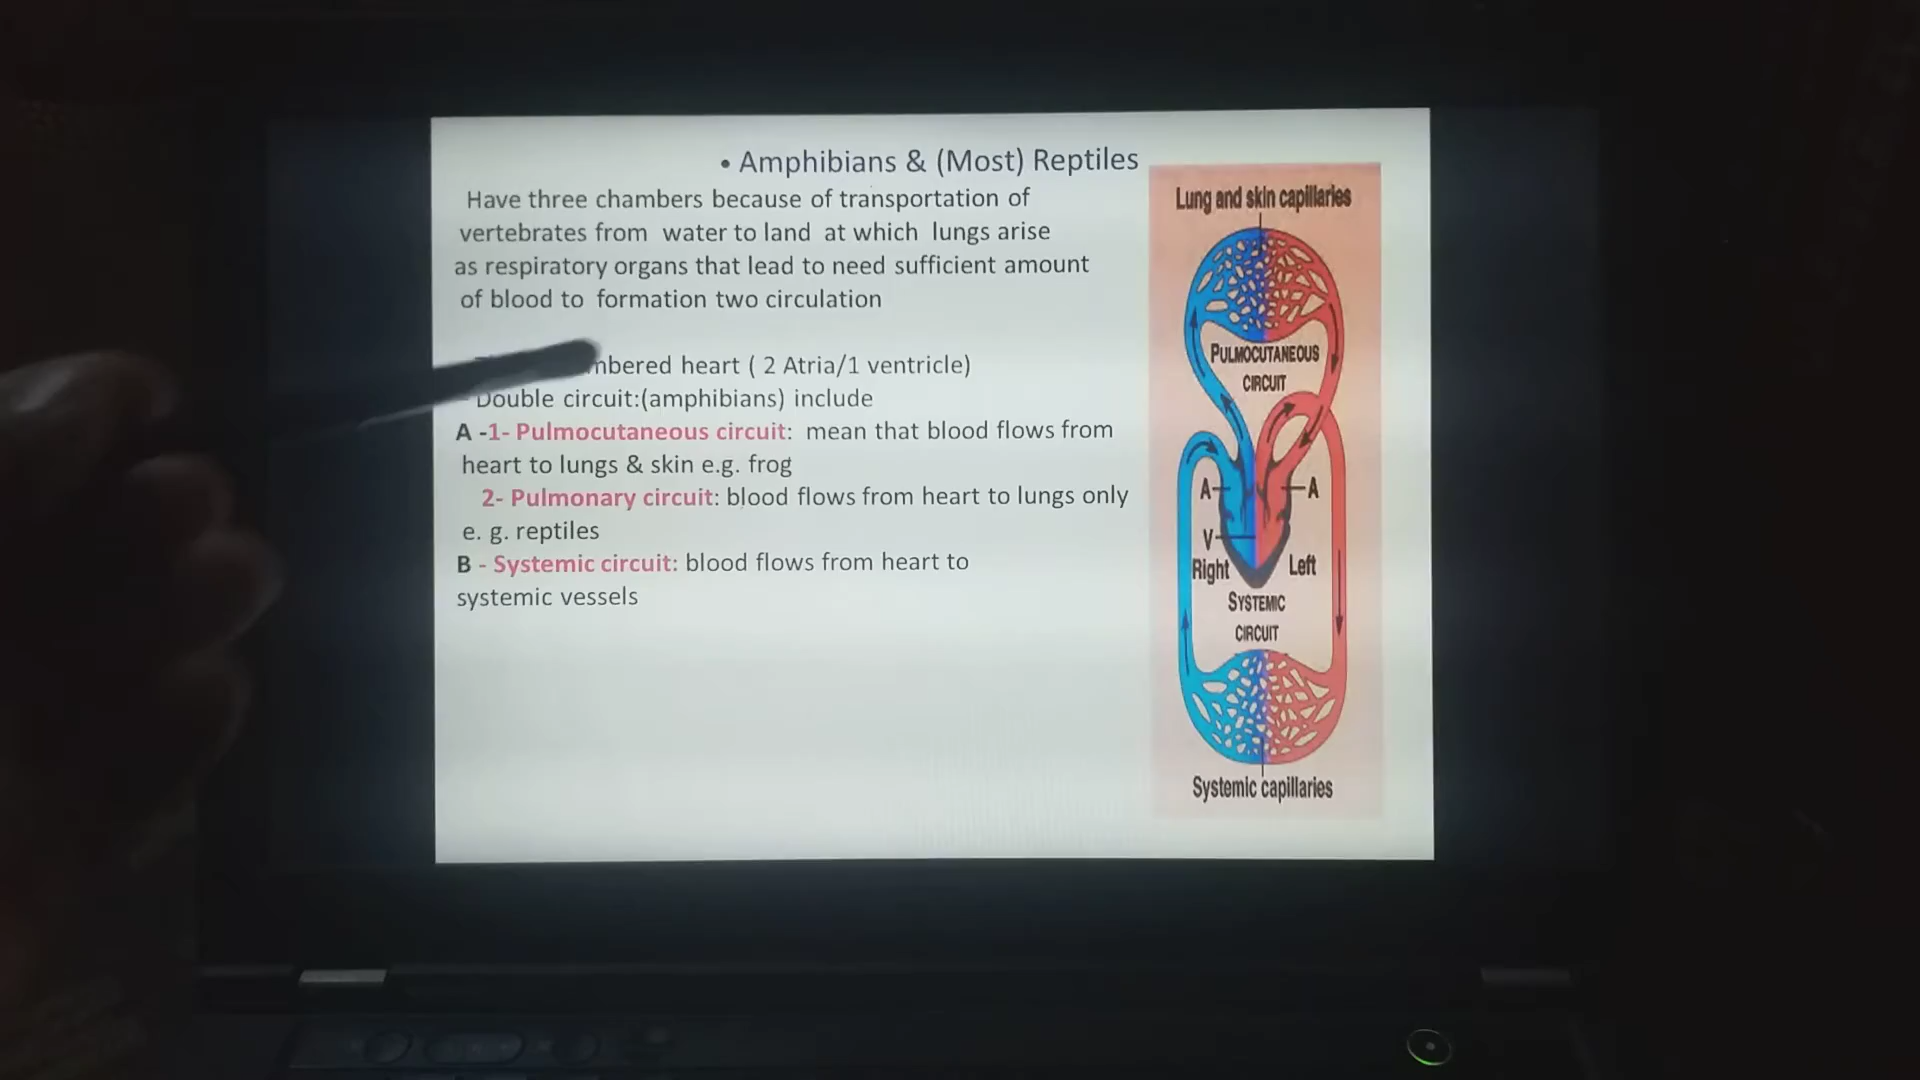 • Amphibians & (Most) Reptiles
Have three chambers because of transportation of
vertebrates from water to land at which lungs arise
as respiratory organs that lead to need sufficient amount
of blood to formation two circulation
heart ( 2 Atria/1 ventricle)
Double circuit:(amphibians) include
A -1- Pulmocutaneous circuit: mean that blood flows from
heart to lungs & skin e.g. frog
2- Pulmonary circuit: blood flows from heart to lungs only
e. g. reptiles
B - Systemic circuit: blood flows from heart to
systemic vessels
Lung and skin capillaries
PULMOCUTANEOUS
CIRCUIT
A
A
V
Right
Left
SYSTEMIC
CIRCUIT
Systemic capillaries